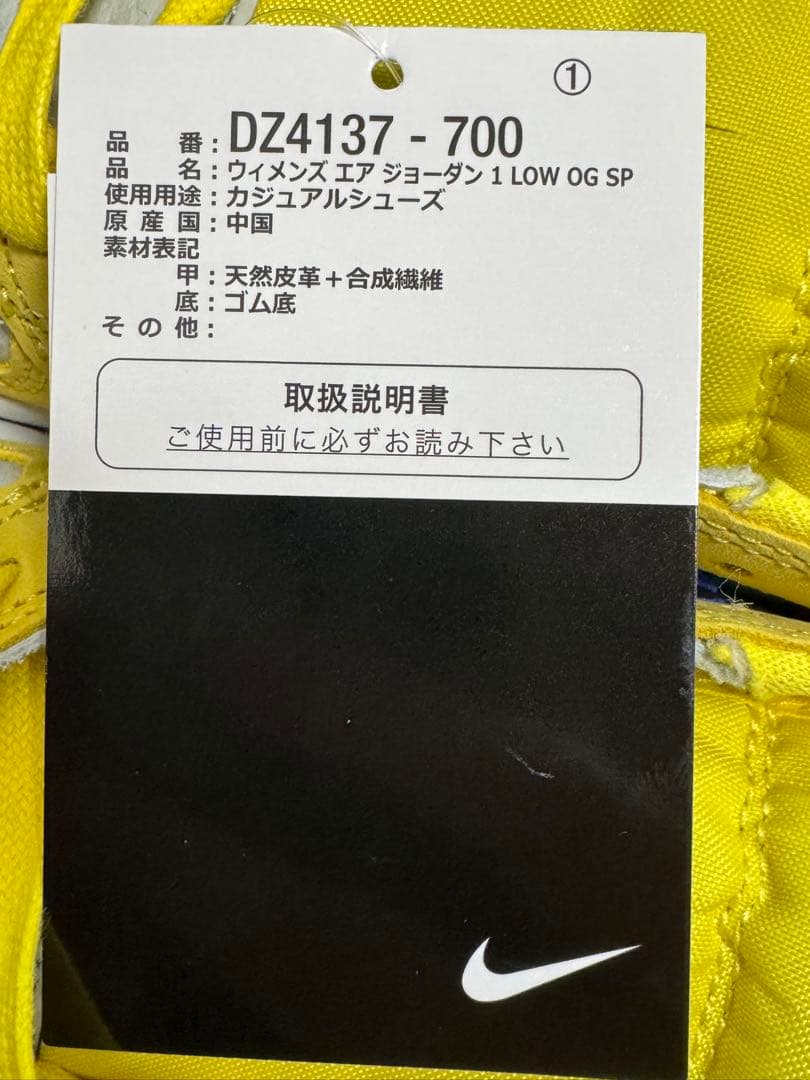 ①
品 番：DZ4137 - 700
品 名：ウィメンズ エア ジョーダン 1 LOW OG SP
使用用途：カジュアルシューズ
原 産 国：中国
素材表記
甲：天然皮革＋合成繊維
底：ゴム底
そ の 他：
取扱説明書
ご使用前に必ずお読み下さい